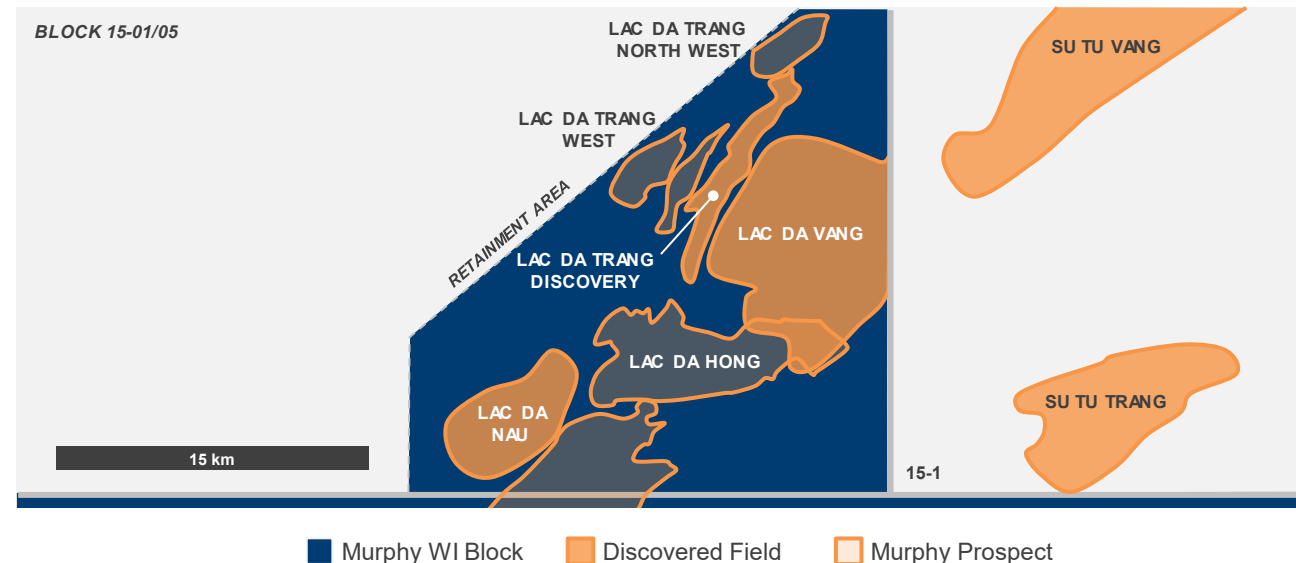 BLOCK 15-01/05
LAC DA TRANG
NORTH WEST
SU TU VANG
LAC DA TRANG
WEST
RETAINMENT AREA
LAC DA VANG
LAC DA TRANG
DISCOVERY
LAC DA HONG
LAC DA
NAU
SU TU TRANG
15 km
15-1
Murphy WI Block
Discovered Field
Murphy Prospect